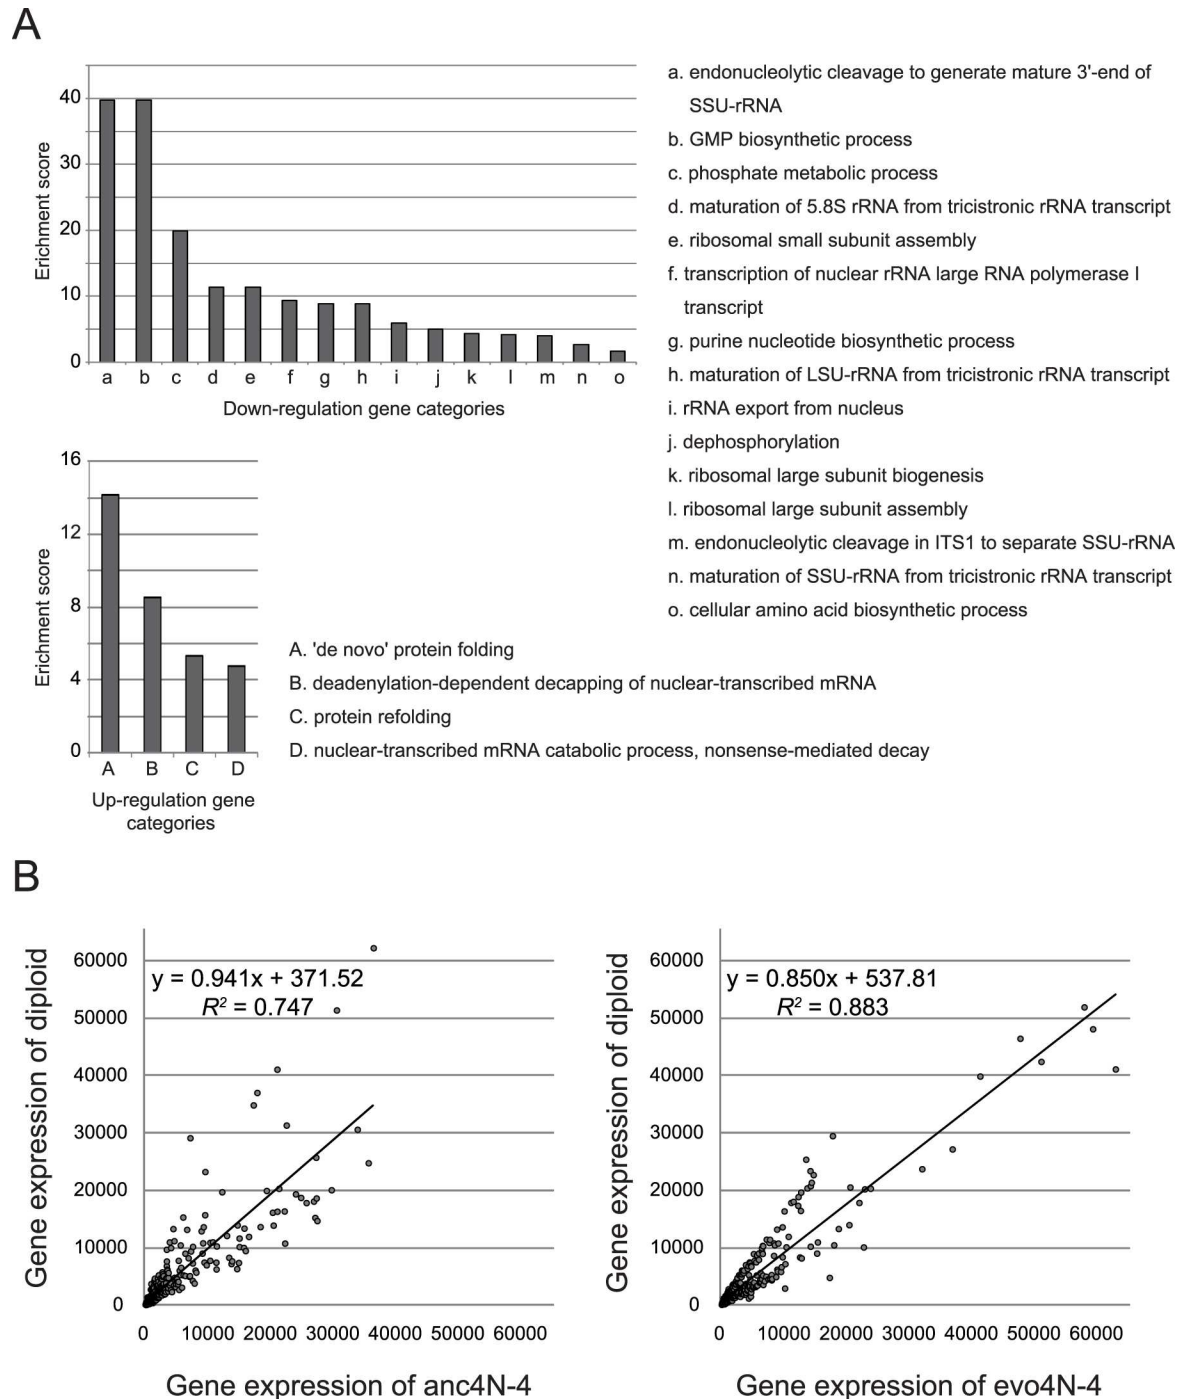 A
40
30
20
10
0
Erichment score
a b c d e f g h i j k l m n o
Down-regulation gene categories
a. endonucleolytic cleavage to generate mature 3'-end of
SSU-rRNA
b. GMP biosynthetic process
c. phosphate metabolic process
d. maturation of 5.8S rRNA from tricistronic rRNA transcript
e. ribosomal small subunit assembly
f. transcription of nuclear rRNA large RNA polymerase I
transcript
g. purine nucleotide biosynthetic process
h. maturation of LSU-rRNA from tricistronic rRNA transcript
i. rRNA export from nucleus
j. dephosphorylation
k. ribosomal large subunit biogenesis
l. ribosomal large subunit assembly
m. endonucleolytic cleavage in ITS1 to separate SSU-rRNA
n. maturation of SSU-rRNA from tricistronic rRNA transcript
o. cellular amino acid biosynthetic process
16
12
8
4
0
Erichment score
A B C D
Up-regulation gene
categories
A. 'de novo' protein folding
B. deadenylation-dependent decapping of nuclear-transcribed mRNA
C. protein refolding
D. nuclear-transcribed mRNA catabolic process, nonsense-mediated decay
B
Gene expression of diploid
60000
50000
40000
30000
20000
10000
0
y = 0.941x + 371.52
R² = 0.747
0 10000 20000 30000 40000 50000 60000
Gene expression of anc4N-4
Gene expression of diploid
60000
50000
40000
30000
20000
10000
0
y = 0.850x + 537.81
R² = 0.883
0 10000 20000 30000 40000 50000 60000
Gene expression of evo4N-4